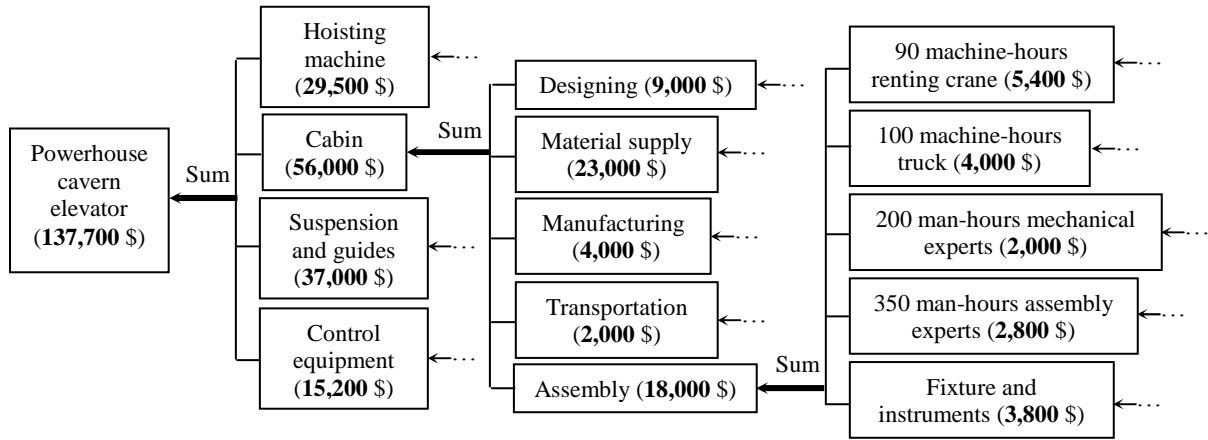 Powerhouse
cavern
elevator
(137,700 $)
Sum
Hoisting
machine
(29,500 $)
Cabin
(56,000 $)
Suspension
and guides
(37,000 $)
Control
equipment
(15,200 $)
Sum
Designing (9,000 $)
Material supply
(23,000 $)
Manufacturing
(4,000 $)
Transportation
(2,000 $)
Assembly (18,000 $)
Sum
90 machine-hours
renting crane (5,400 $)
100 machine-hours
truck (4,000 $)
200 man-hours mechanical
experts (2,000 $)
350 man-hours assembly
experts (2,800 $)
Fixture and
instruments (3,800 $)